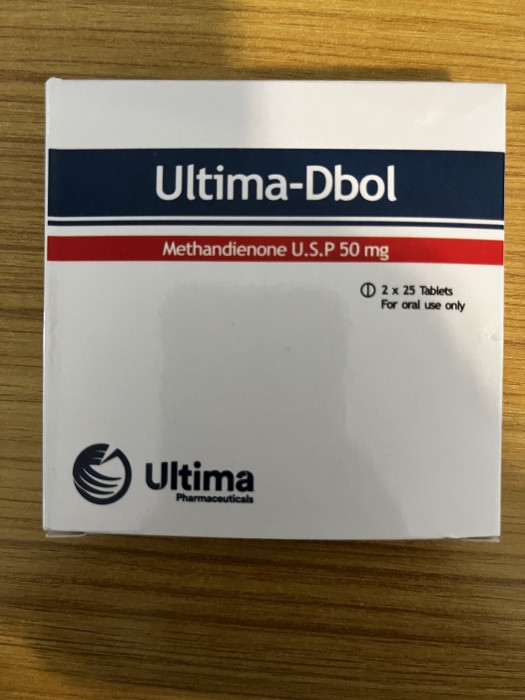 Ultima-Dbol
Methandienone U.S.P 50 mg
2 x 25 Tablets
For oral use only
Ultima
Pharmaceuticals